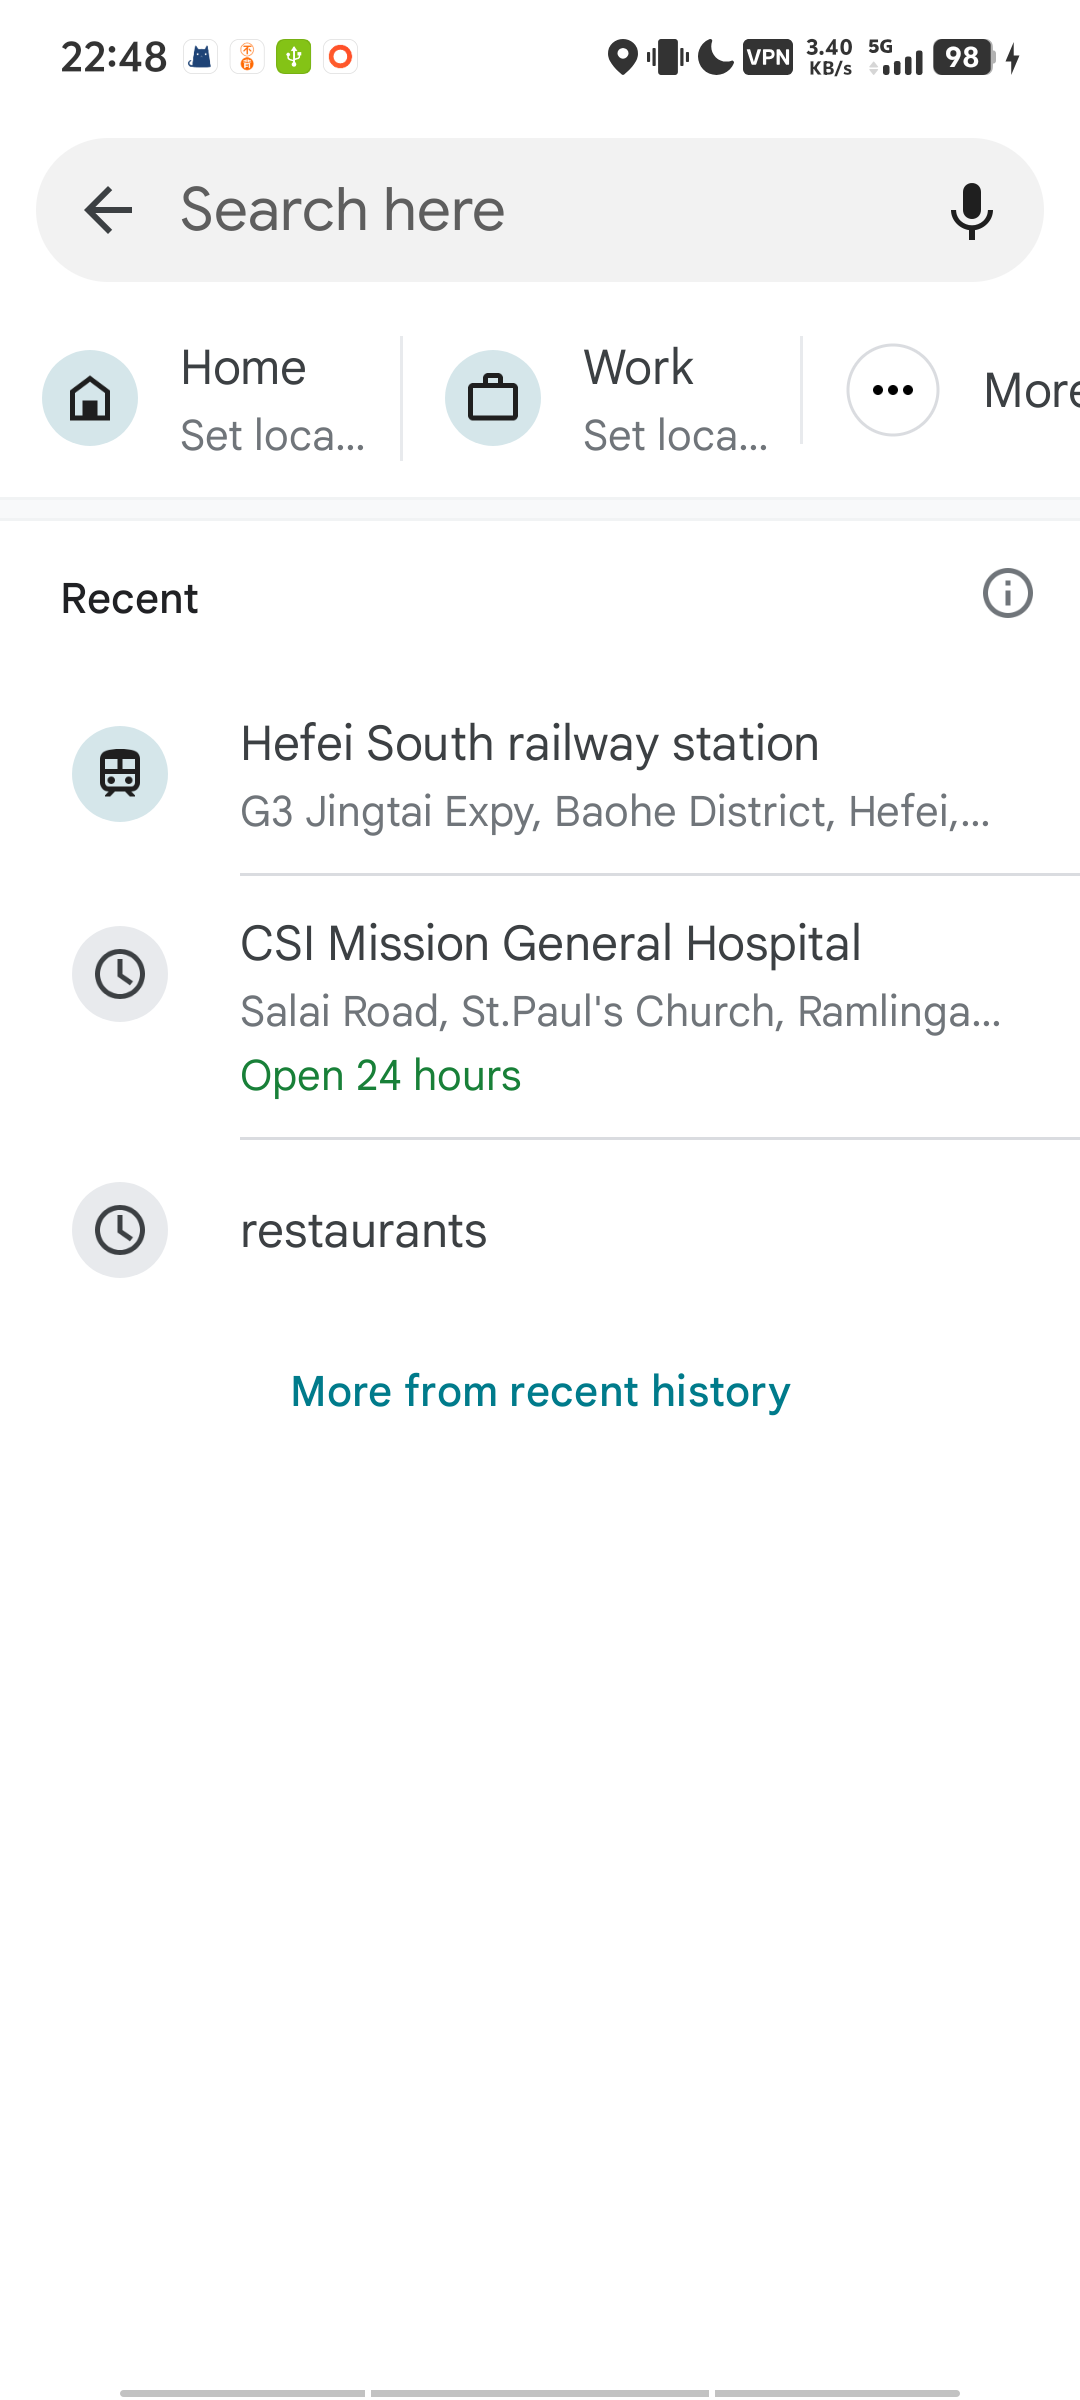 22:48
VPN
3.40
KB/s
5G
98
Search here
Home
Set loca...
Work
Set loca...
More
Recent
Hefei South railway station
G3 Jingtai Expy, Baohe District, Hefei,...
CSI Mission General Hospital
Salai Road, St.Paul's Church, Ramlinga...
Open 24 hours
restaurants
More from recent history